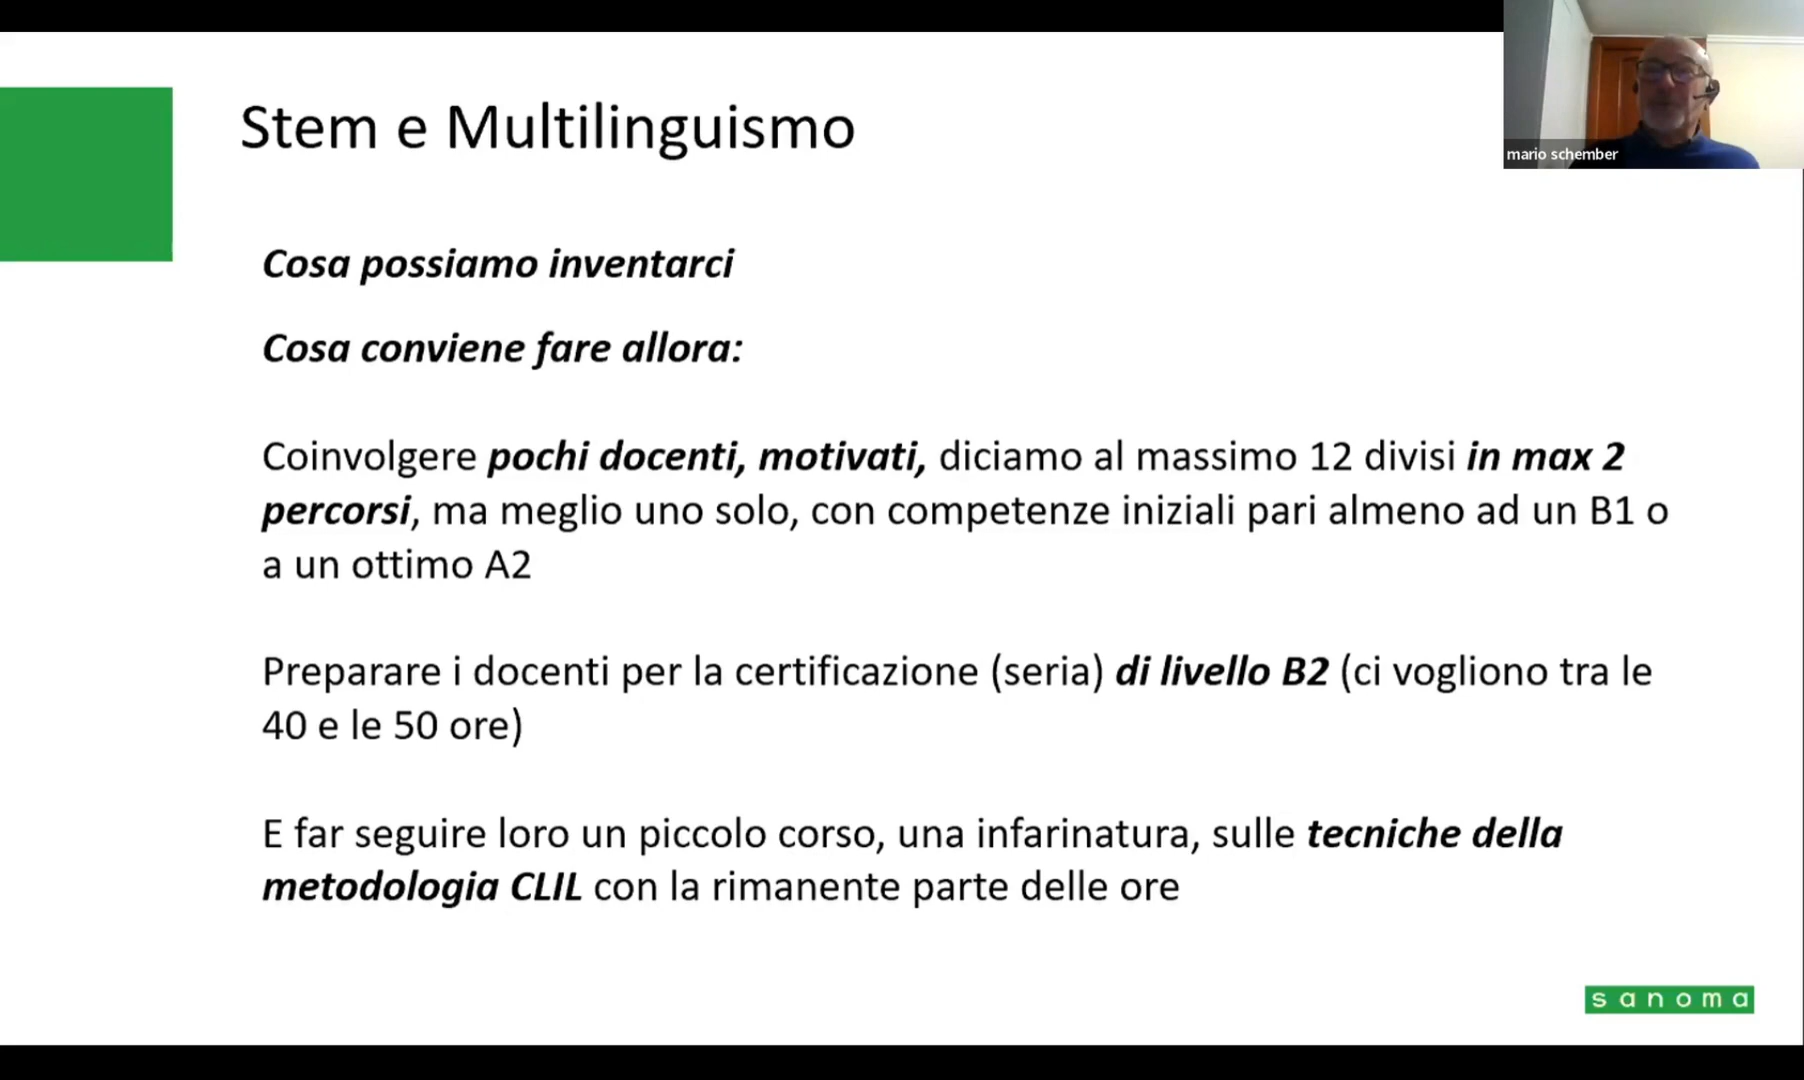 mario schember
Stem e Multilinguismo
Cosa possiamo inventarci
Cosa conviene fare allora:
Coinvolgere pochi docenti, motivati, diciamo al massimo 12 divisi in max 2
percorsi, ma meglio uno solo, con competenze iniziali pari almeno ad un B1 o
a un ottimo A2
Preparare i docenti per la certificazione (seria) di livello B2 (ci vogliono tra le
40 e le 50 ore)
E far seguire loro un piccolo corso, una infarinatura, sulle tecniche della
metodologia CLIL con la rimanente parte delle ore
sanoma